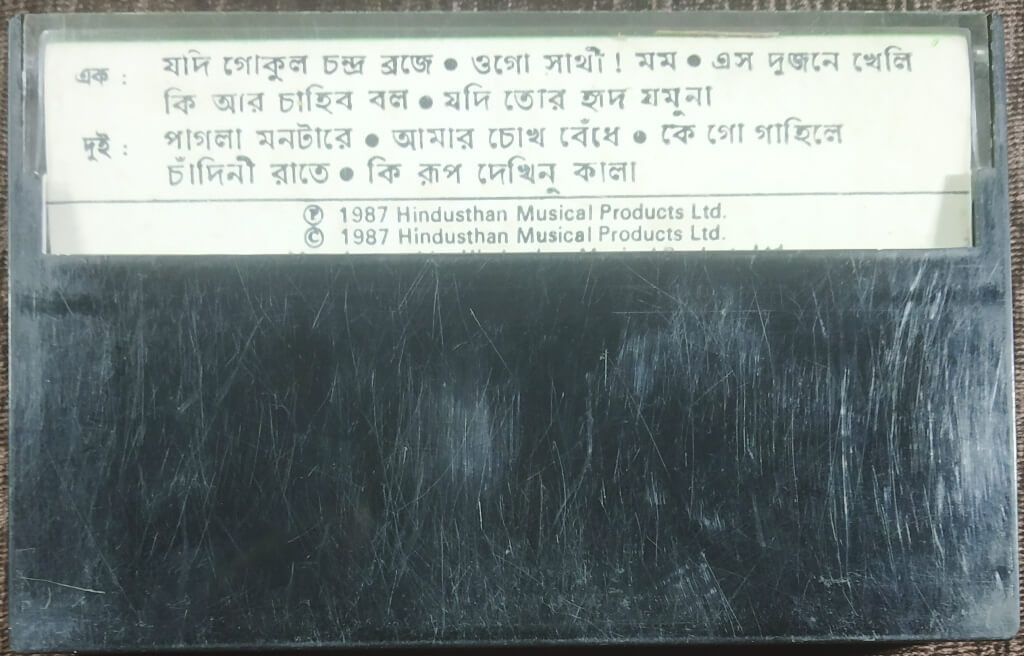 এক : যদি গোকুল চন্দ্র ব্রজে ● ওগো সাথী ! মম ● এস দুজনে খেলি
কি আর চাহিব বল ● যদি তোর হৃদ যমুনা
দুই : পাগলা মনটারে ● আমার চোখ বেঁধে ● কে গো গাহিলে
চাঁদিনী রাতে ● কি রূপ দেখিনু কালা
℗ 1987 Hindusthan Musical Products Ltd.
© 1987 Hindusthan Musical Products Ltd.